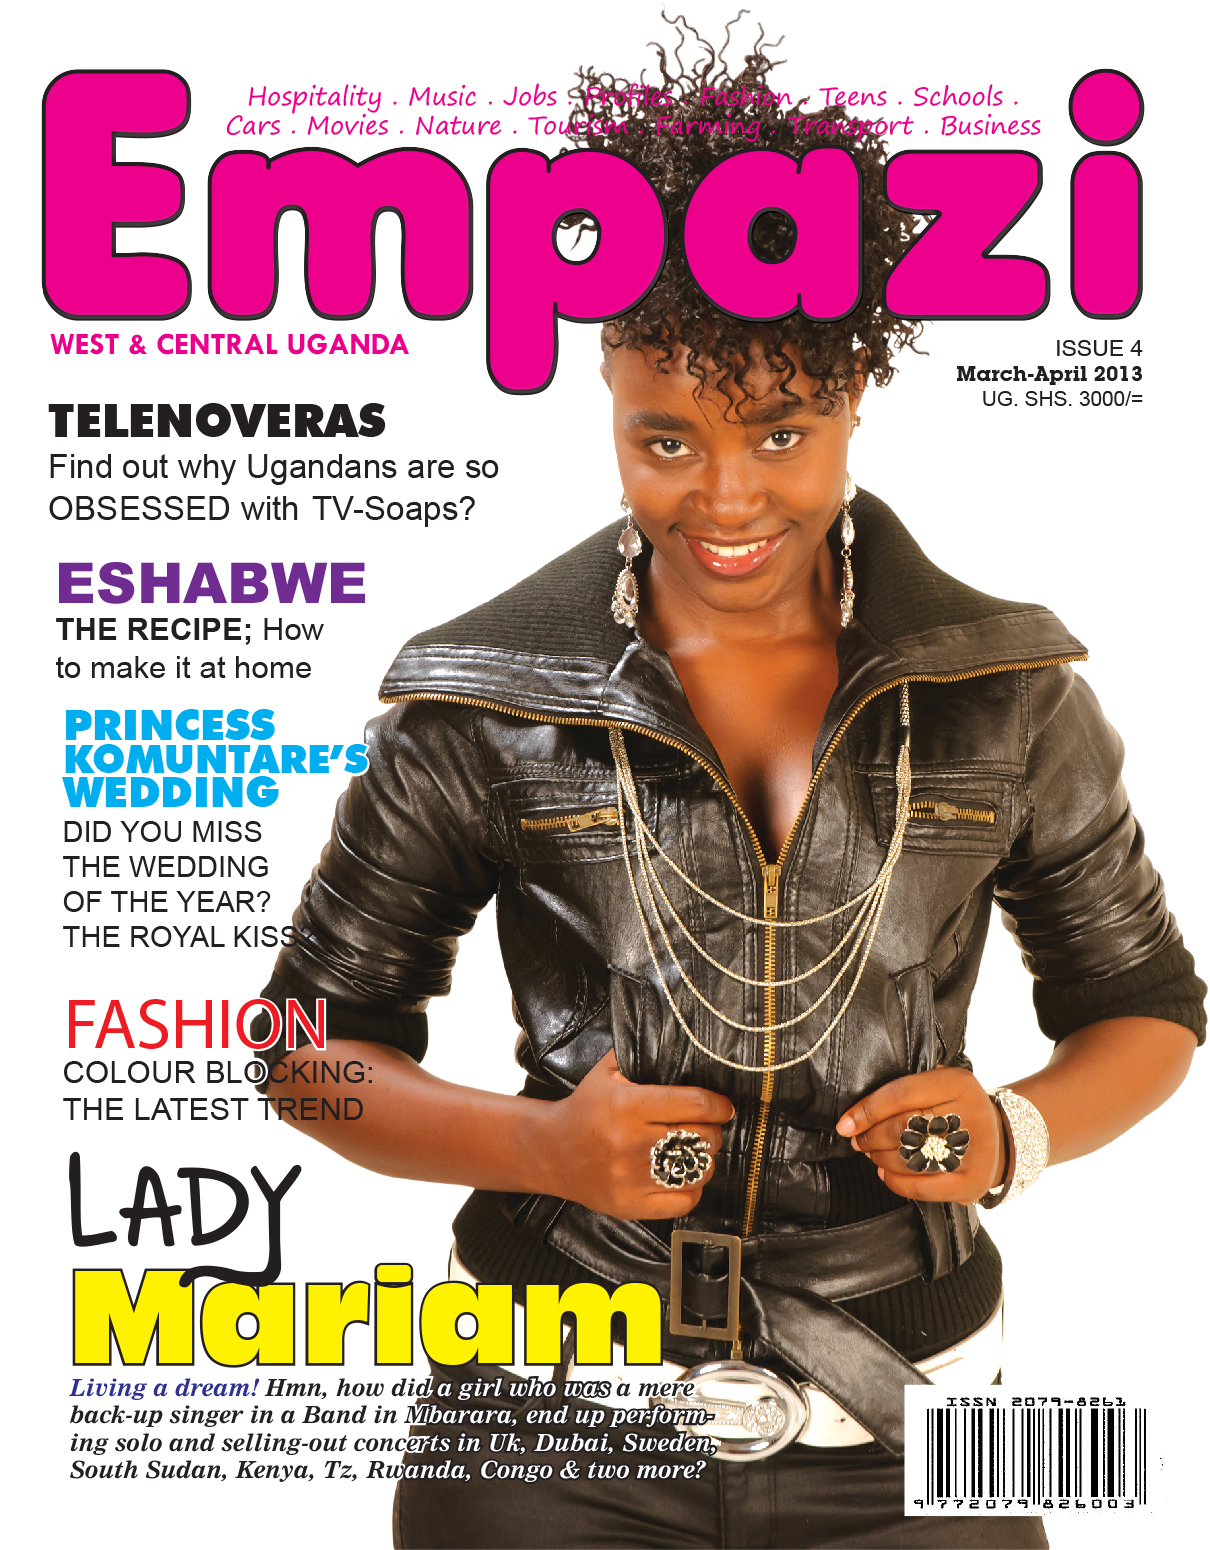 Hospitality . Music . Jobs . Profiles . Fashion . Teens . Schools .
Cars . Movies . Nature . Tourism . Farming . Transport . Business
Empazi
WEST & CENTRAL UGANDA
ISSUE 4
March-April 2013
UG. SHS. 3000/=
TELENOVERAS
Find out why Ugandans are so
OBSESSED with TV-Soaps?
ESHABWE
THE RECIPE; How
to make it at home
PRINCESS
KOMUNTARE'S
WEDDING
DID YOU MISS
THE WEDDING
OF THE YEAR?
THE ROYAL KISS
FASHION
COLOUR BLOCKING:
THE LATEST TREND
LADY
Mariam
Living a dream! Hmn, how did a girl who was a mere
back-up singer in a Band in Mbarara, end up perform-
ing solo and selling-out concerts in Uk, Dubai, Sweden,
South Sudan, Kenya, Tz, Rwanda, Congo & two more?
ISSN 2079-8261
9 772079 826003